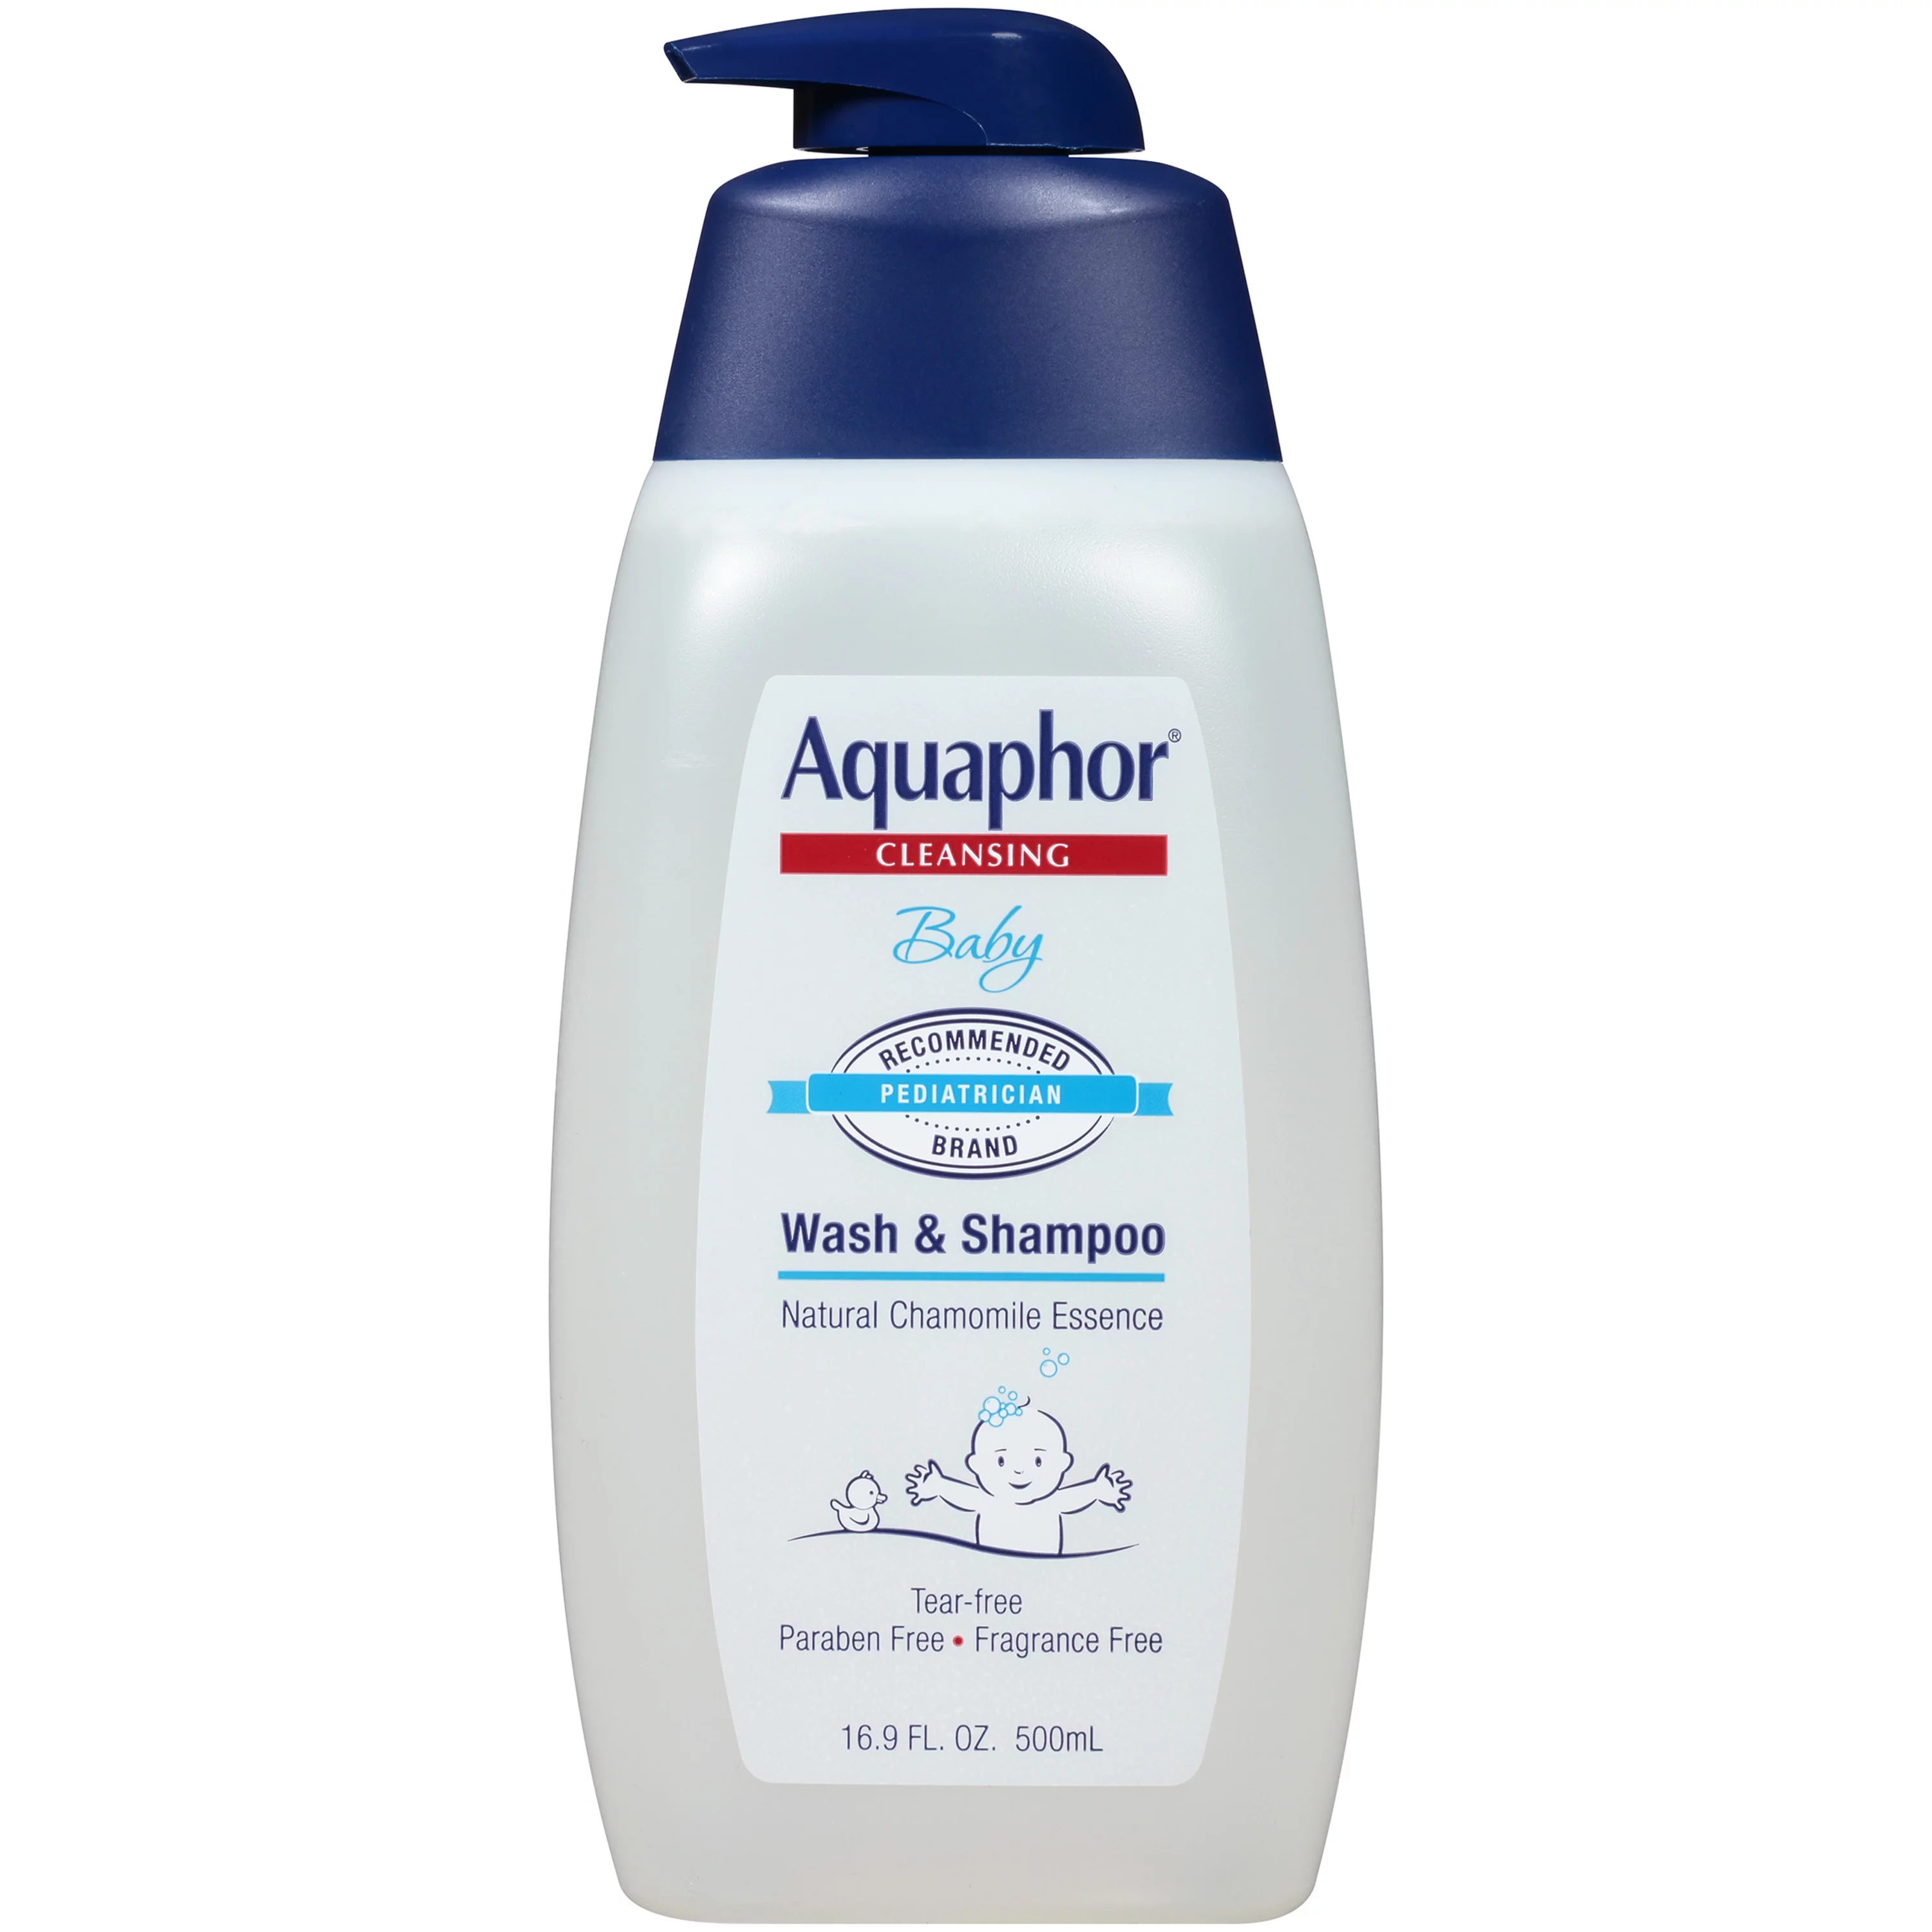 Aquaphor®
CLEANSING
Baby
RECOMMENDED
PEDIATRICIAN
BRAND
Wash & Shampoo
Natural Chamomile Essence
Tear-free
Paraben Free • Fragrance Free
16.9 FL. OZ. 500mL